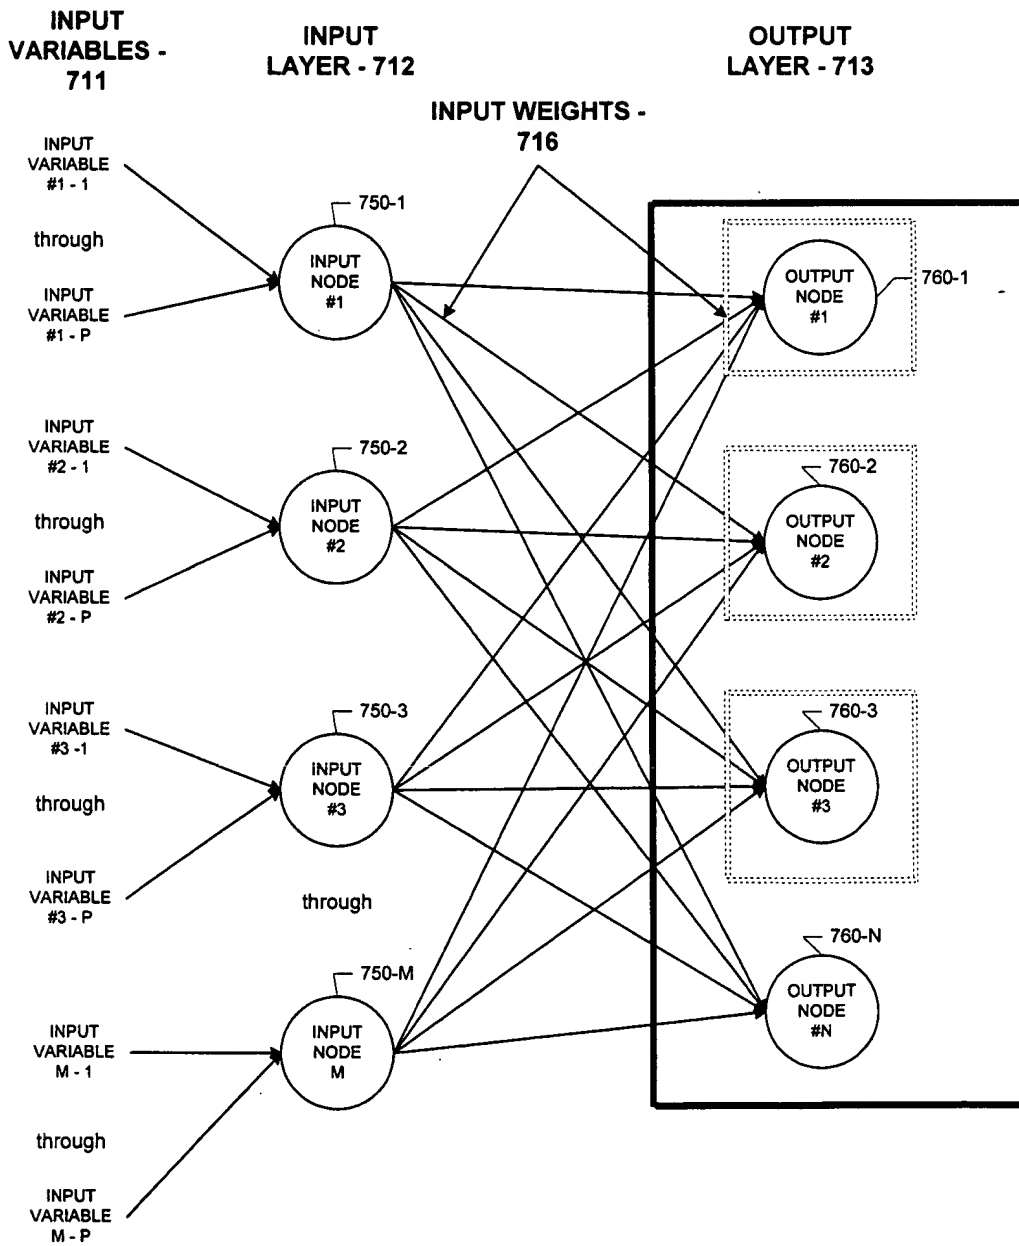 INPUT
VARIABLES -
711
INPUT
LAYER - 712
OUTPUT
LAYER - 713
INPUT WEIGHTS -
716
INPUT
VARIABLE
#1 - 1
through
INPUT
VARIABLE
#1 - P
750-1
INPUT
NODE
#1
OUTPUT
NODE
#1
760-1
INPUT
VARIABLE
#2 - 1
through
INPUT
VARIABLE
#2 - P
750-2
INPUT
NODE
#2
760-2
OUTPUT
NODE
#2
INPUT
VARIABLE
#3 -1
through
INPUT
VARIABLE
#3 - P
750-3
INPUT
NODE
#3
through
760-3
OUTPUT
NODE
#3
INPUT
VARIABLE
M - 1
through
INPUT
VARIABLE
M - P
750-M
INPUT
NODE
M
760-N
OUTPUT
NODE
#N